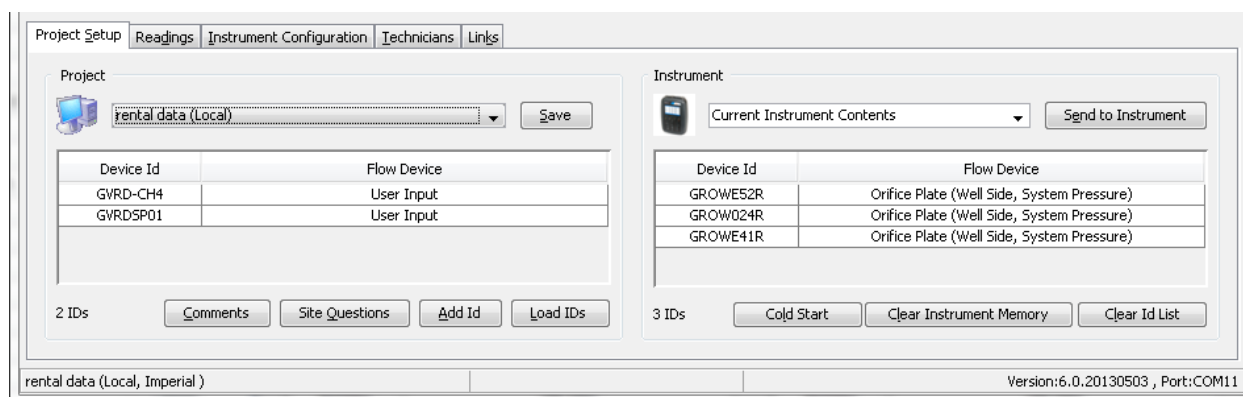 Project Setup Readings Instrument Configuration Technicians Links
Project
rental data (Local) Save
Device Id Flow Device
GVRD-CH4 User Input
GVRDSP01 User Input
2 IDs Comments Site Questions Add Id Load IDs
Instrument
Current Instrument Contents Send to Instrument
Device Id Flow Device
GROWE52R Orifice Plate (Well Side, System Pressure)
GROW024R Orifice Plate (Well Side, System Pressure)
GROWE41R Orifice Plate (Well Side, System Pressure)
3 IDs Cold Start Clear Instrument Memory Clear Id List
rental data (Local, Imperial ) Version:6.0.20130503 , Port:COM11